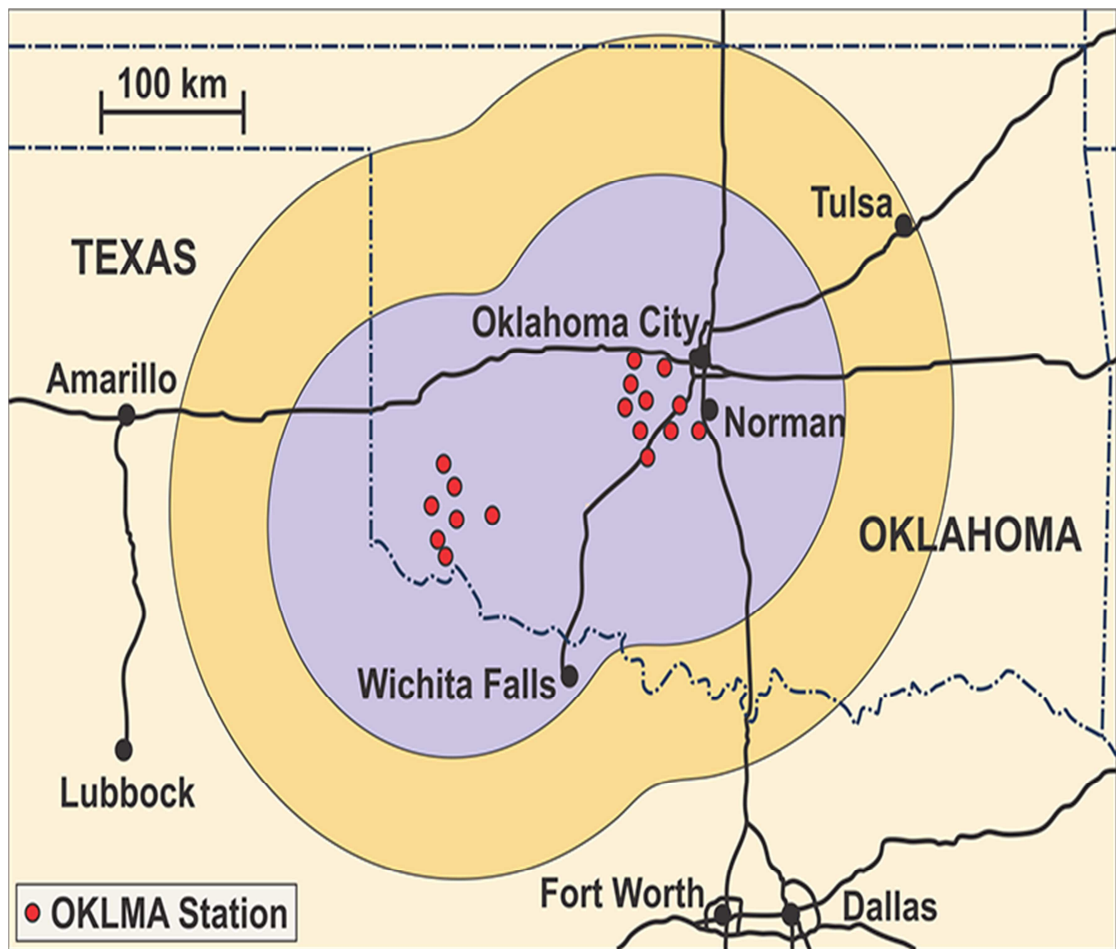 100 km
Tulsa
TEXAS
Oklahoma City
Amarillo
Norman
OKLAHOMA
Wichita Falls
Lubbock
Fort Worth
Dallas
OKLMA Station